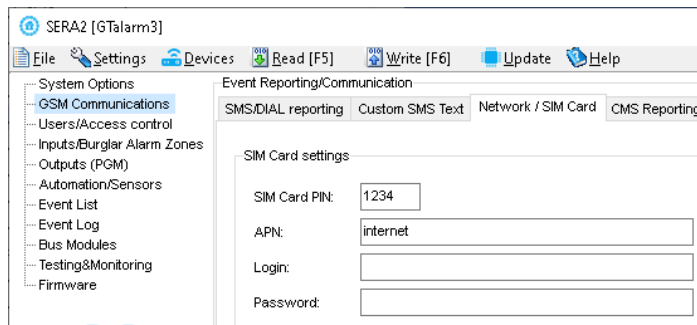 SERA2 [GTalarm3]
File Settings Devices Read [F5] Write [F6] Update Help
System Options
GSM Communications
Users/Access control
Inputs/Burglar Alarm Zones
Outputs (PGM)
Automation/Sensors
Event List
Event Log
Bus Modules
Testing&Monitoring
Firmware
Event Reporting/Communication
SMS/DIAL reporting Custom SMS Text Network / SIM Card CMS Reporting
SIM Card settings
SIM Card PIN: 1234
APN: internet
Login:
Password: